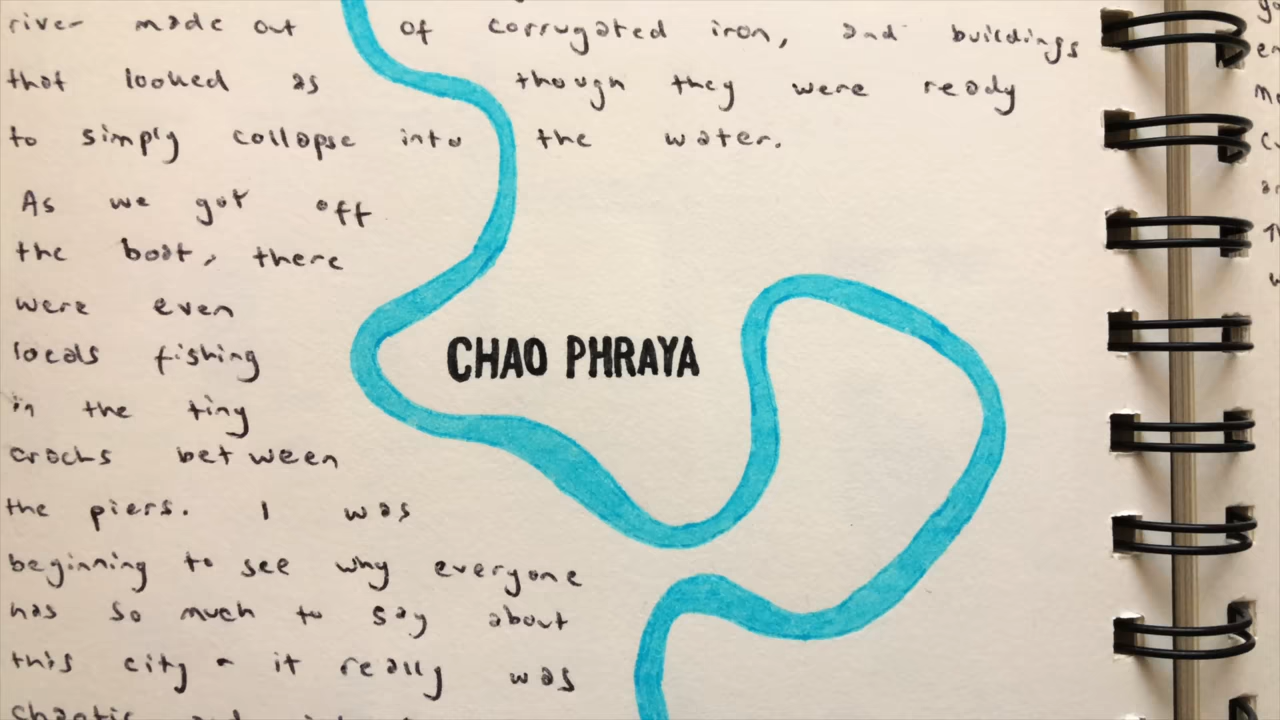 river made out of corrugated iron, and buildings
that looked as though they were ready
to simply collapse into the water.
As we got off
the boat, there
were even
locals fishing
in the tiny
cracks between
CHAO PHRAYA
the piers. I was
beginning to see why everyone
has so much to say about
this city - it really was
chaotic and